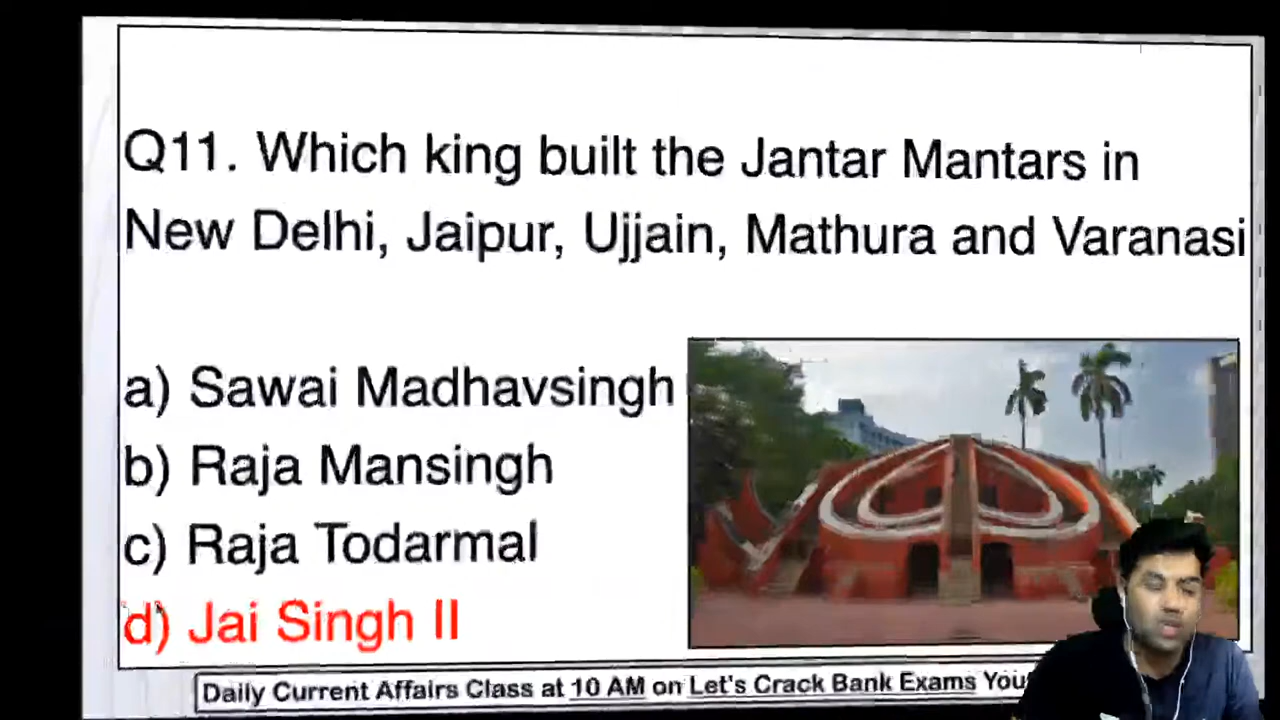 Q11. Which king built the Jantar Mantars in
New Delhi, Jaipur, Ujjain, Mathura and Varanasi
a) Sawai Madhavsingh
b) Raja Mansingh
c) Raja Todarmal
d) Jai Singh II
Daily Current Affairs Class at 10 AM on Let's Crack Bank Exams